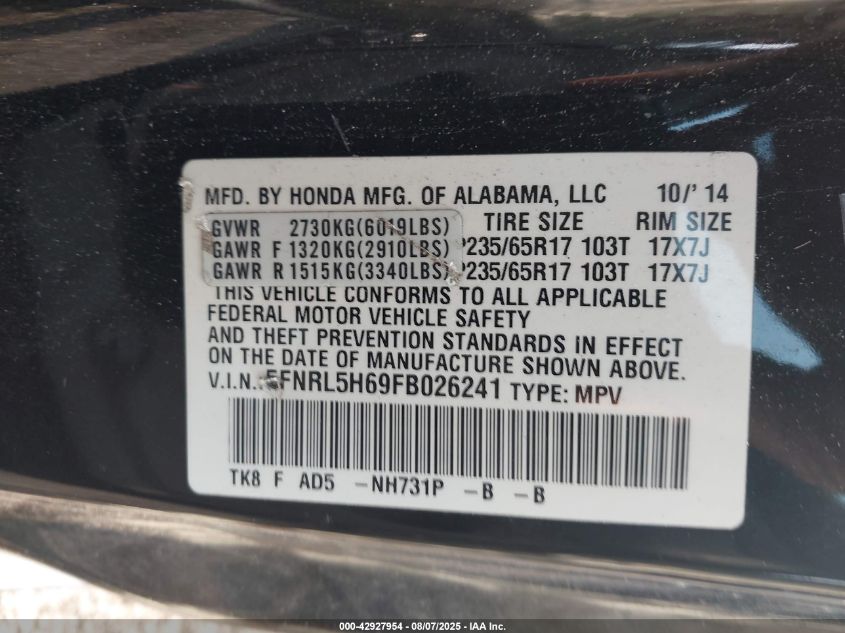 MFD. BY HONDA MFG. OF ALABAMA, LLC 10/' 14
GVWR 2730KG(6019LBS) TIRE SIZE RIM SIZE
GAWR F 1320KG(2910LBS) P235/65R17 103T 17X7J
GAWR R 1515KG(3340LBS) P235/65R17 103T 17X7J
THIS VEHICLE CONFORMS TO ALL APPLICABLE
FEDERAL MOTOR VEHICLE SAFETY
AND THEFT PREVENTION STANDARDS IN EFFECT
ON THE DATE OF MANUFACTURE SHOWN ABOVE.
V.I.N. 5FNRL5H69FB026241 TYPE: MPV
TK8 F AD5 -NH731P -B -B
000-42927954 - 08/07/2025 - IAA Inc.